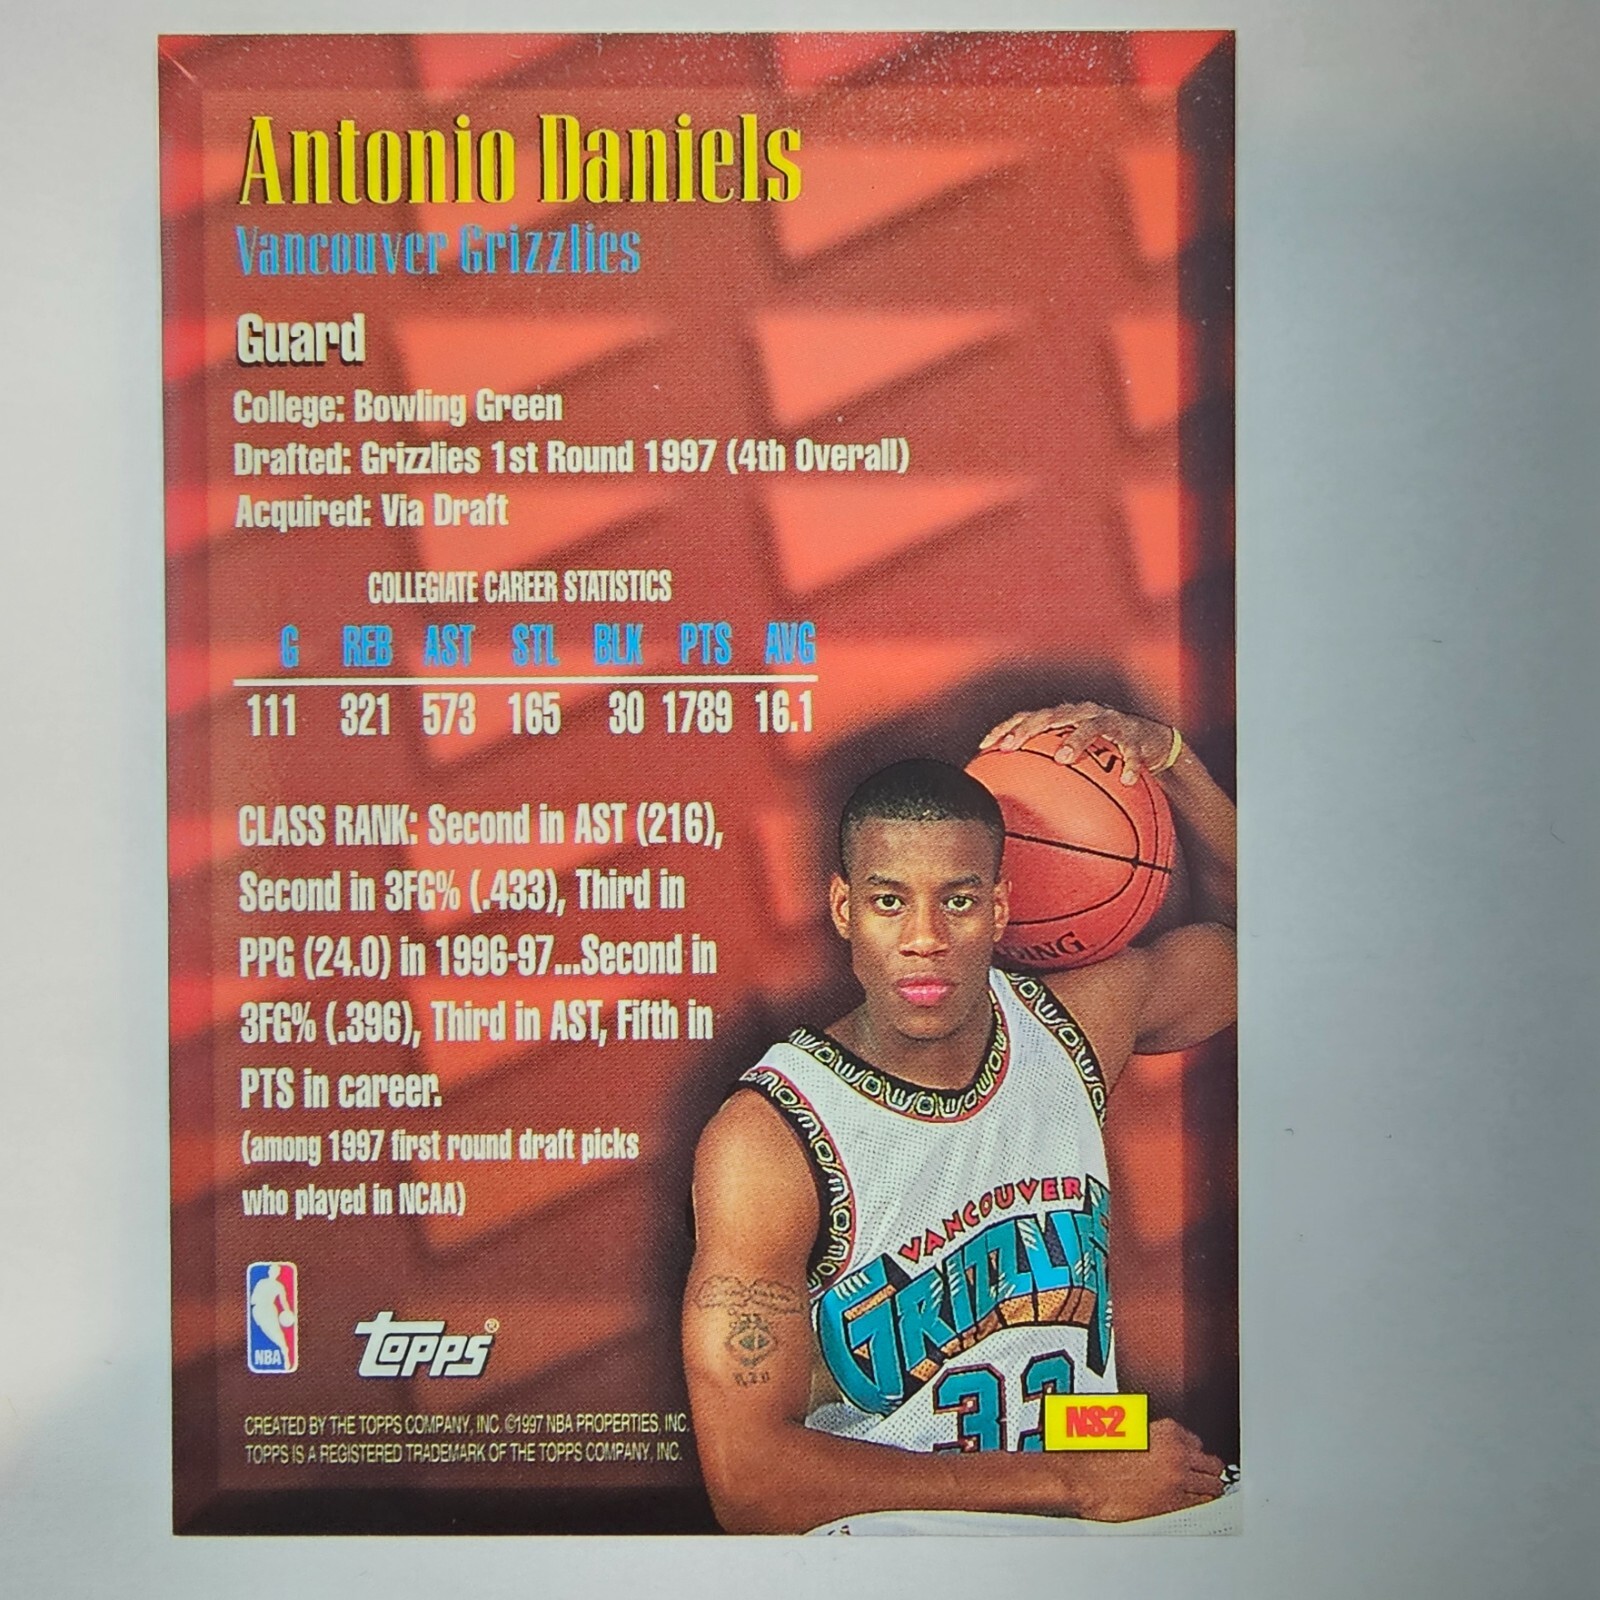 Antonio Daniels
Vancouver Grizzlies
Guard
College: Bowling Green
Drafted: Grizzlies 1st Round 1997 (4th Overall)
Acquired: Via Draft
COLLEGIATE CAREER STATISTICS
G REB AST STL BLK PTS AVG
111 321 573 165 30 1789 16.1
CLASS RANK: Second in AST (216),
Second in 3FG% (.433), Third in
PPG (24.0) in 1996-97...Second in
3FG% (.396), Third in AST, Fifth in
PTS in career.
(among 1997 first round draft picks
who played in NCAA)
VANCOUVER
GRIZZLIE
33
NS2
NBA
TOPPS®
CREATED BY THE TOPPS COMPANY, INC. ©1997 NBA PROPERTIES, INC.
TOPPS IS A REGISTERED TRADEMARK OF THE TOPPS COMPANY, INC.